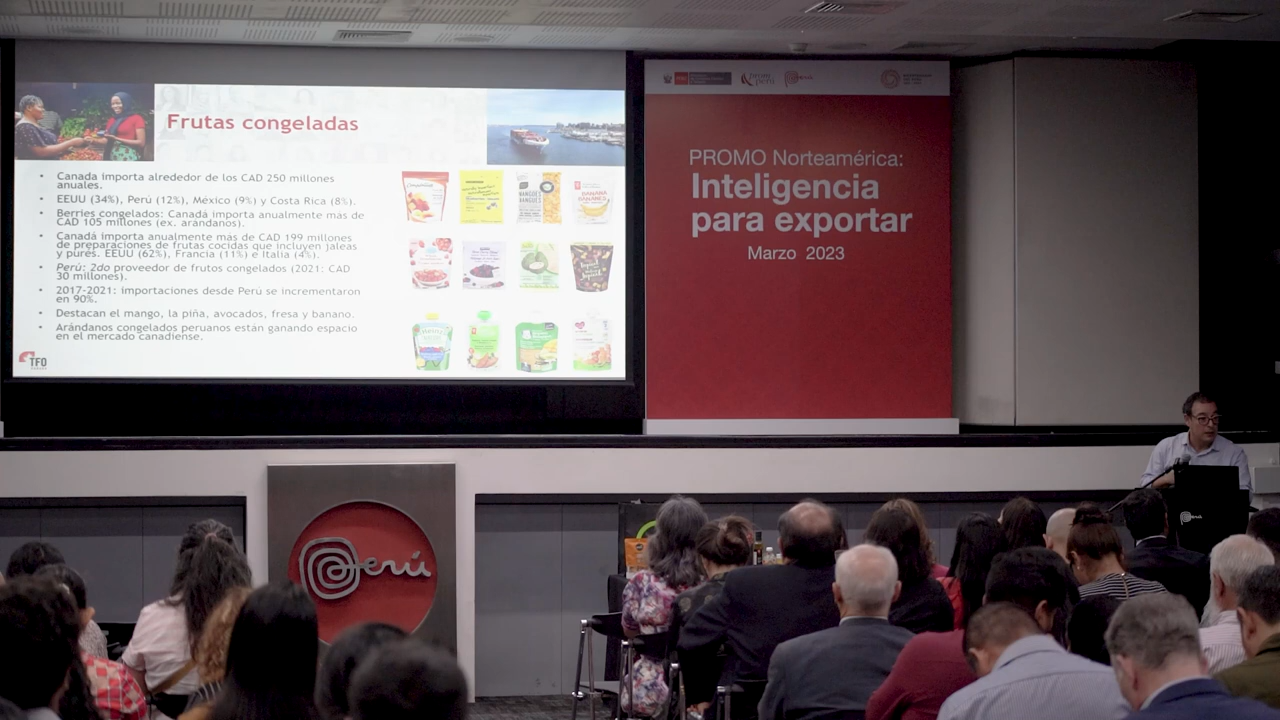 Frutas congeladas
• Canada importa alrededor de los CAD 250 millones
anuales.
• EEUU (34%), Perú (12%), México (9%) y Costa Rica (8%).
• Berries congelados: Canada importa anualmente más de
CAD 105 millones (ex. arándanos).
• Canadá importa anualmente mas de CAD 199 millones
de preparaciones de frutas cocidas que incluyen jaleas
y purés. EEUU (62%), Francia (11%) e Italia (4%).
• Perú: 2do proveedor de frutos congelados (2021: CAD
30 millones).
• 2017-2021: importaciones desde Perú se incrementaron
en 90%.
• Destacan el mango, la piña, avocados, fresa y banano.
• Arándanos congelados peruanos están ganando espacio
en el mercado canadiense.
TFO
PROMO Norteamérica:
Inteligencia
para exportar
Marzo 2023
Perú